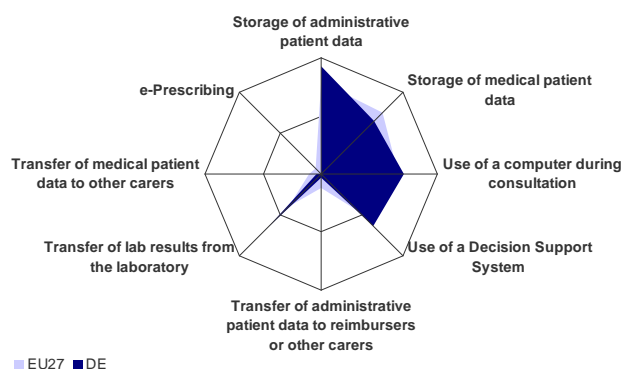 Storage of administrative
patient data
Storage of medical patient
data
Use of a computer during
consultation
Use of a Decision Support
System
Transfer of administrative
patient data to reimbursers
or other carers
Transfer of lab results from
the laboratory
Transfer of medical patient
data to other carers
e-Prescribing
EU27 DE